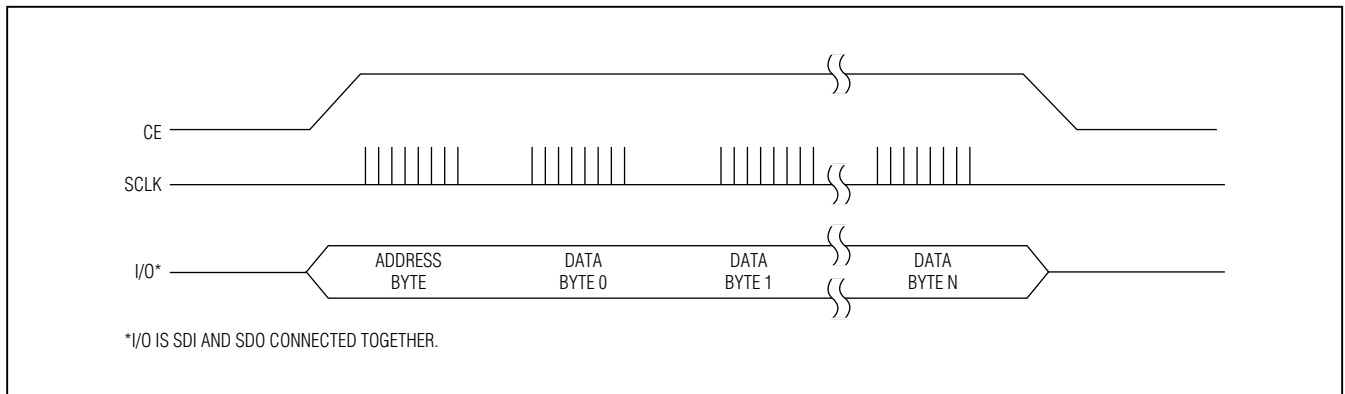 CE
SCLK
I/O*
ADDRESS
BYTE
DATA
BYTE 0
DATA
BYTE 1
DATA
BYTE N
*I/O IS SDI AND SDO CONNECTED TOGETHER.